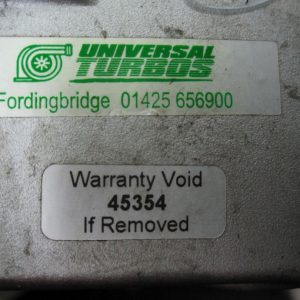 UNIVERSAL
TURBOS
Fordingbridge 01425 656900
Warranty Void
45354
If Removed